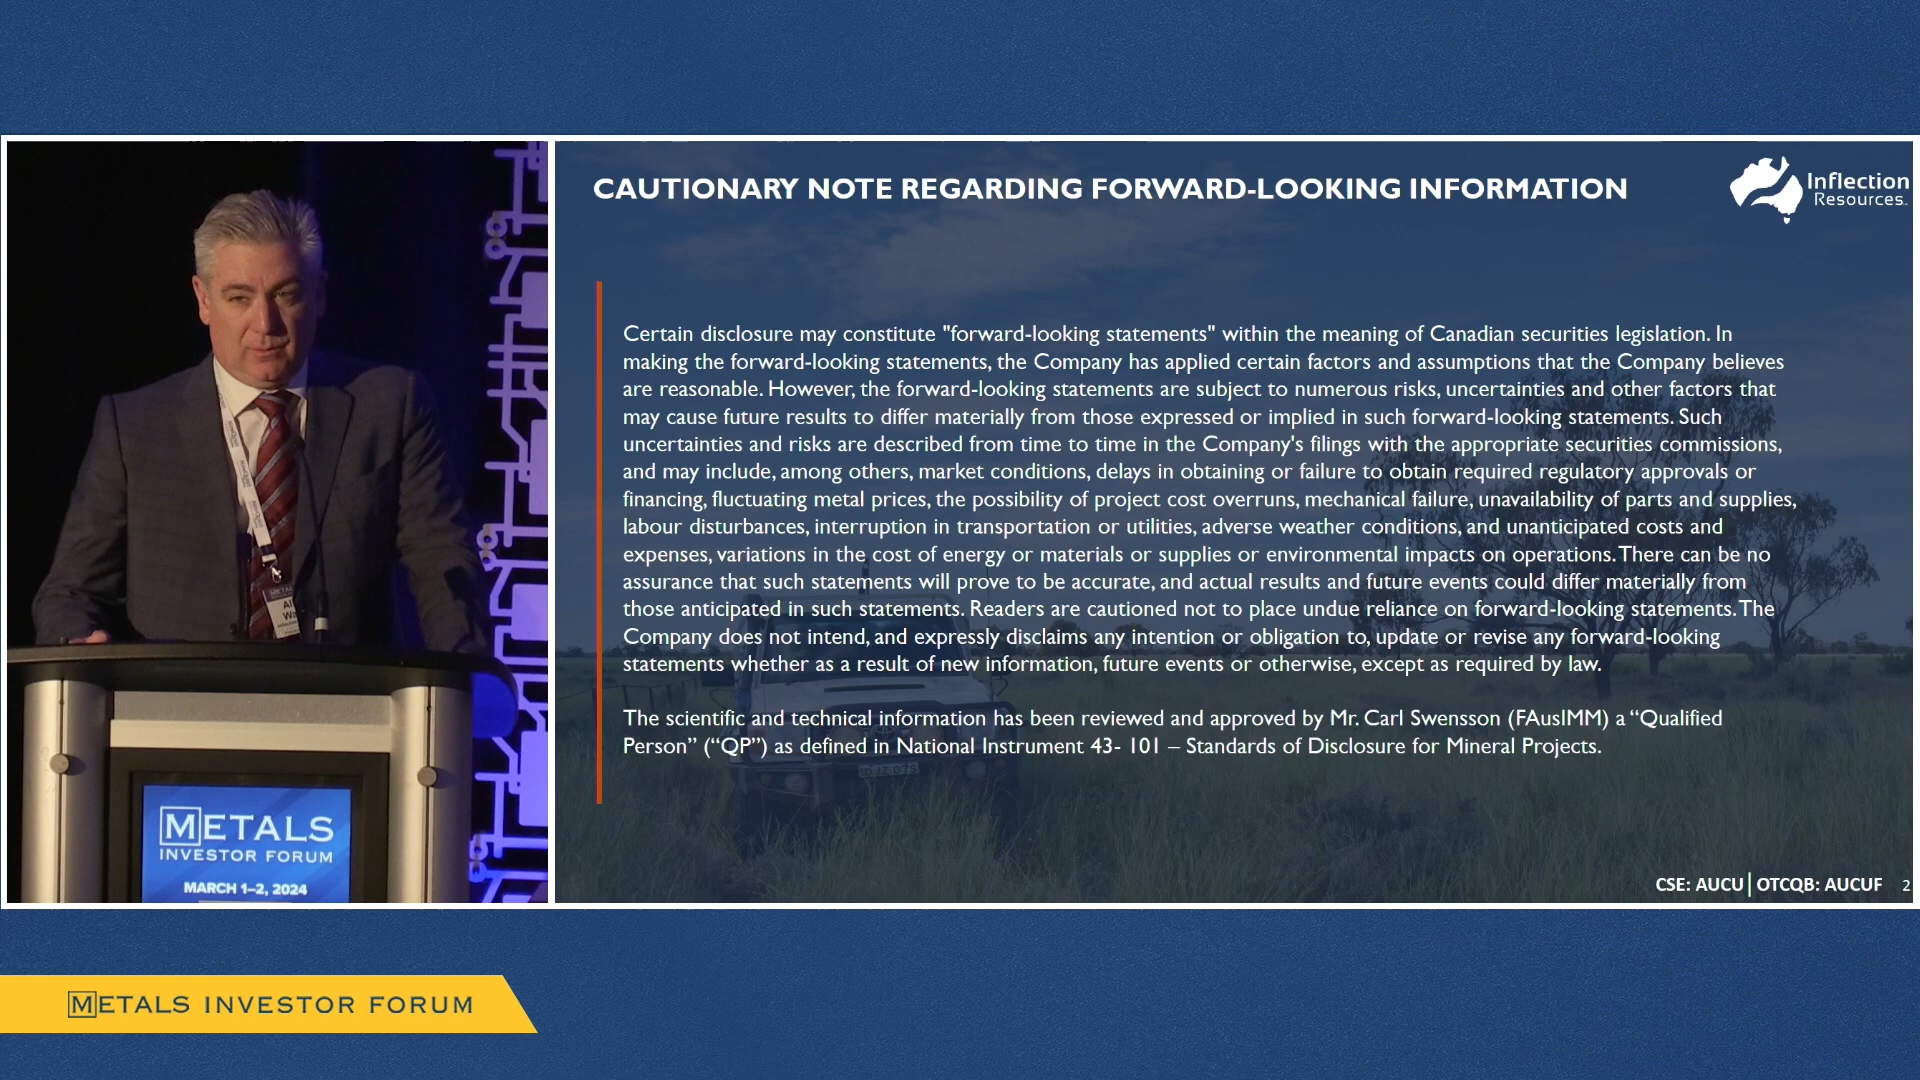 CAUTIONARY NOTE REGARDING FORWARD-LOOKING INFORMATION
Inflection
Resources
Certain disclosure may constitute "forward-looking statements" within the meaning of Canadian securities legislation. In
making the forward-looking statements, the Company has applied certain factors and assumptions that the Company believes
are reasonable. However, the forward-looking statements are subject to numerous risks, uncertainties and other factors that
may cause future results to differ materially from those expressed or implied in such forward-looking statements. Such
uncertainties and risks are described from time to time in the Company's filings with the appropriate securities commissions,
and may include, among others, market conditions, delays in obtaining or failure to obtain required regulatory approvals or
financing, fluctuating metal prices, the possibility of project cost overruns, mechanical failure, unavailability of parts and supplies,
labour disturbances, interruption in transportation or utilities, adverse weather conditions, and unanticipated costs and
expenses, variations in the cost of energy or materials or supplies or environmental impacts on operations. There can be no
assurance that such statements will prove to be accurate, and actual results and future events could differ materially from
those anticipated in such statements. Readers are cautioned not to place undue reliance on forward-looking statements. The
Company does not intend, and expressly disclaims any intention or obligation to, update or revise any forward-looking
statements whether as a result of new information, future events or otherwise, except as required by law.
The scientific and technical information has been reviewed and approved by Mr. Carl Swensson (FAusIMM) a “Qualified
Person” (“QP”) as defined in National Instrument 43- 101 – Standards of Disclosure for Mineral Projects.
CSE: AUCU | OTCQB: AUCUF 2
METALS
INVESTOR FORUM
MARCH 1–2, 2024
METALS INVESTOR FORUM